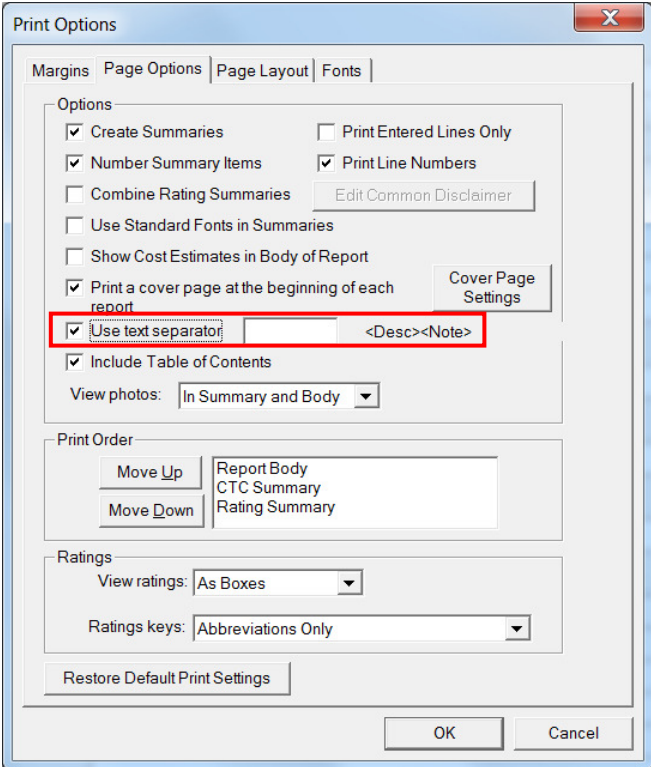 Print Options
X
Margins Page Options Page Layout Fonts
Options
Create Summaries
Print Entered Lines Only
Number Summary Items
Print Line Numbers
Combine Rating Summaries
Edit Common Disclaimer
Use Standard Fonts in Summaries
Show Cost Estimates in Body of Report
Print a cover page at the beginning of each
report
Cover Page
Settings
Use text separator
<Desc><Note>
Include Table of Contents
View photos: In Summary and Body
Print Order
Move Up
Move Down
Report Body
CTC Summary
Rating Summary
Ratings
View ratings: As Boxes
Ratings keys: Abbreviations Only
Restore Default Print Settings
OK
Cancel